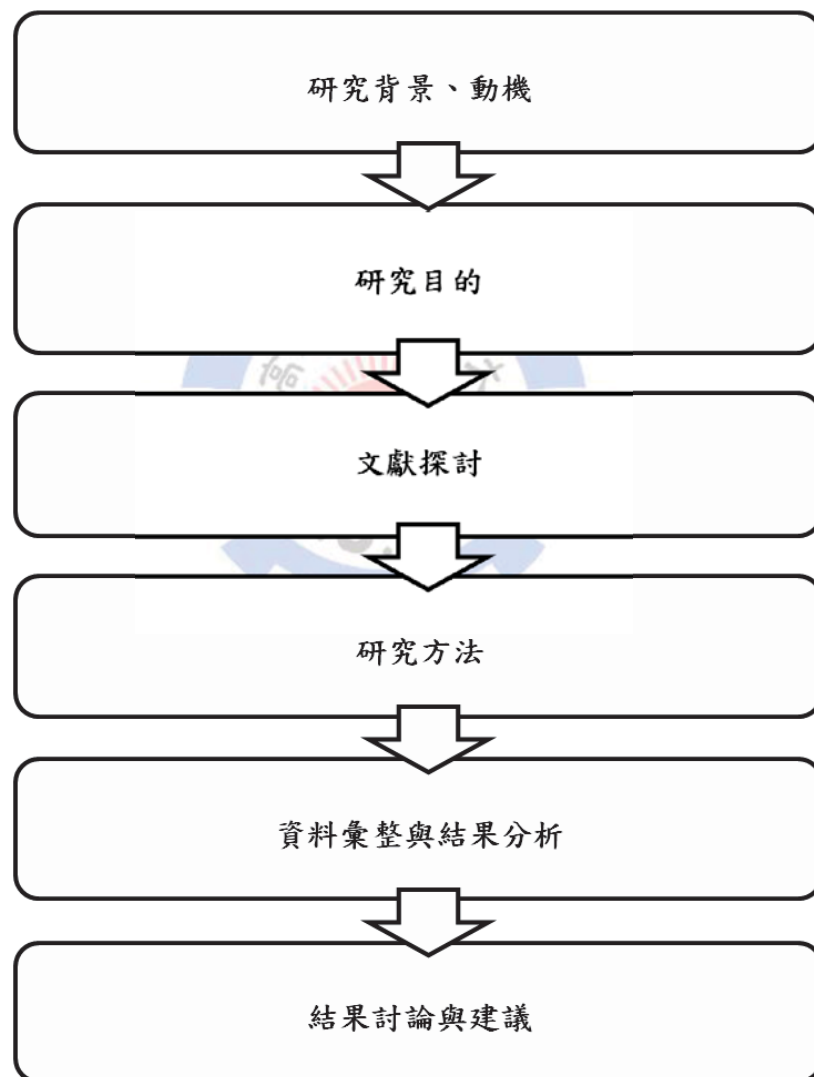 研究背景、動機
研究目的
文獻探討
研究方法
資料彙整與結果分析
結果討論與建議